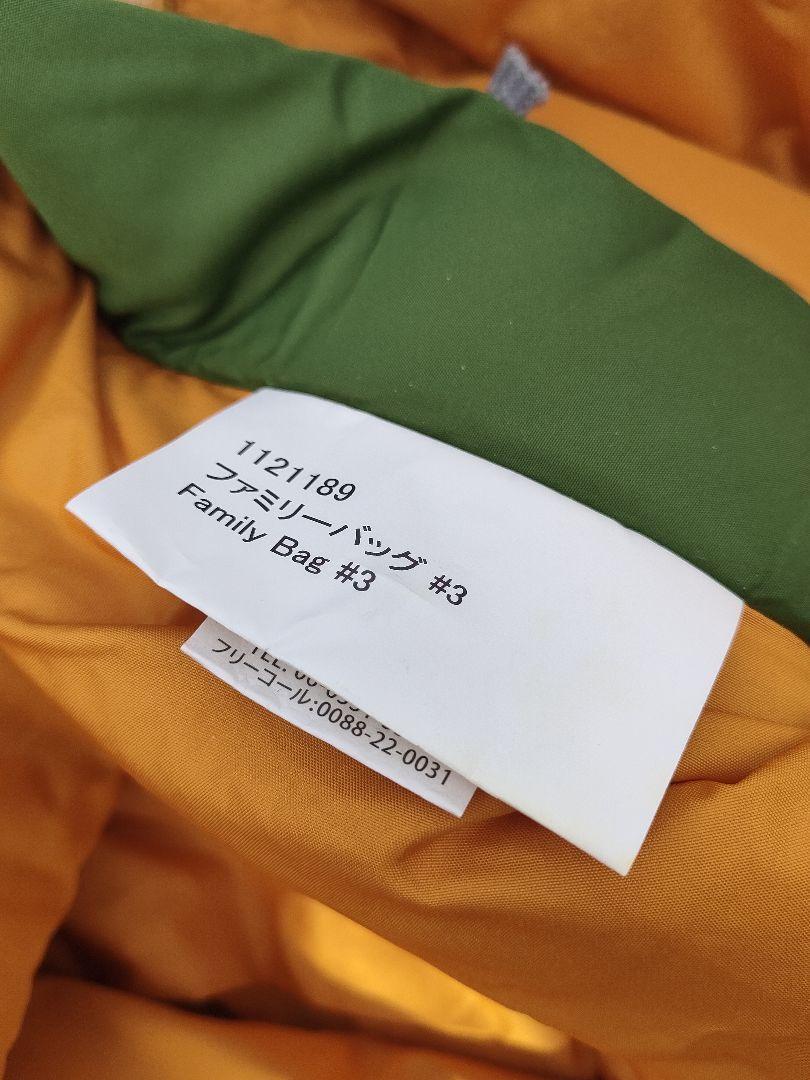 1121189
ファミリーバッグ #3
Family Bag #3
TEL.
フリーコール:0088-22-0031